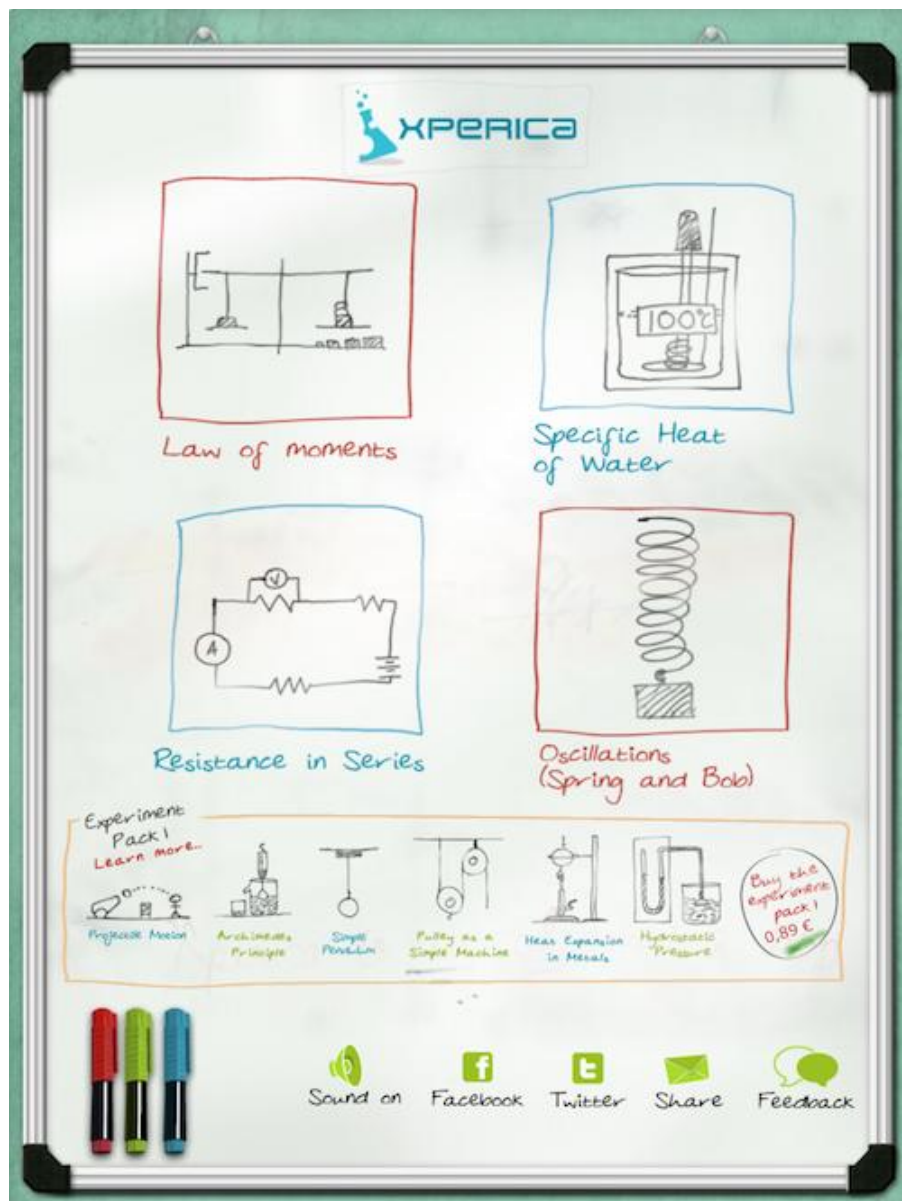 XPERICA
100°C
Law of moments
Specific Heat
of Water
V
A
Resistance in Series
Oscillations
(Spring and Bob)
Experiment
Pack 1
Learn more..
Projectile Motion
Archimedes
Principle
Simple
Pendulum
Pulley as a
Simple Machine
Heat Expansion
in Metals
Hydrostatic
Pressure
Buy the
experiment
pack 1
0,89 €
Sound on
Facebook
Twitter
Share
Feedback